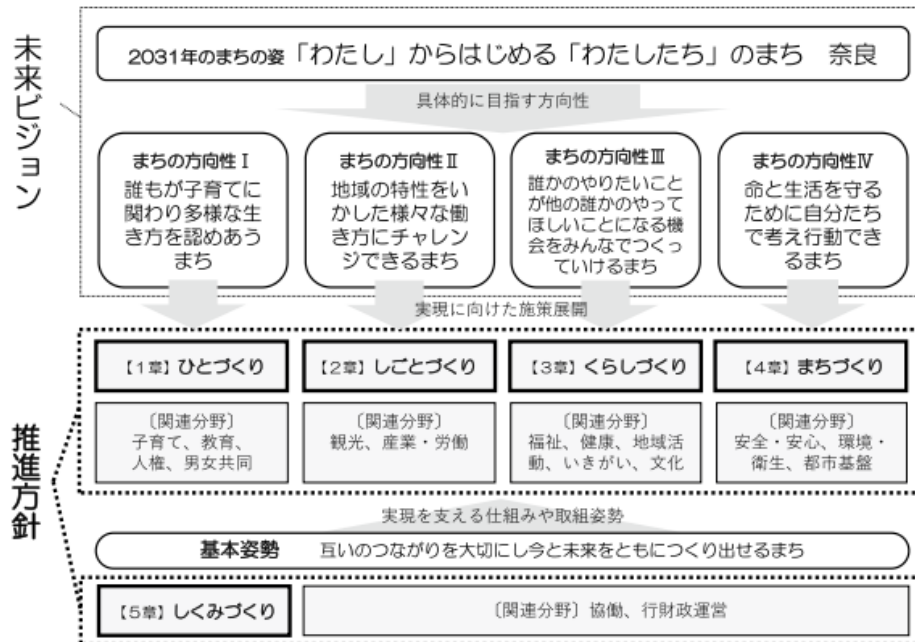 未来ビジョン
2031年のまちの姿「わたし」からはじめる「わたしたち」のまち 奈良
具体的に目指す方向性
まちの方向性Ⅰ
誰もが子育てに
関わり多様な生
き方を認めあう
まち
まちの方向性Ⅱ
地域の特性をい
かした様々な働
き方にチャレン
ジできるまち
まちの方向性Ⅲ
誰かのやりたいこと
が他の誰かのやって
ほしいことになる機
会をみんなでつくっ
ていけるまち
まちの方向性Ⅳ
命と生活を守る
ために自分たち
で考え行動でき
るまち
実現に向けた施策展開
推進方針
【1章】ひとづくり
〔関連分野〕
子育て、教育、
人権、男女共同
【2章】しごとづくり
〔関連分野〕
観光、産業・労働
【3章】くらしづくり
〔関連分野〕
福祉、健康、地域活
動、いきがい、文化
【4章】まちづくり
〔関連分野〕
安全・安心、環境・
衛生、都市基盤
実現を支える仕組みや取組姿勢
基本姿勢 互いのつながりを大切にし今と未来をともにつくり出せるまち
【5章】しくみづくり
〔関連分野〕協働、行財政運営